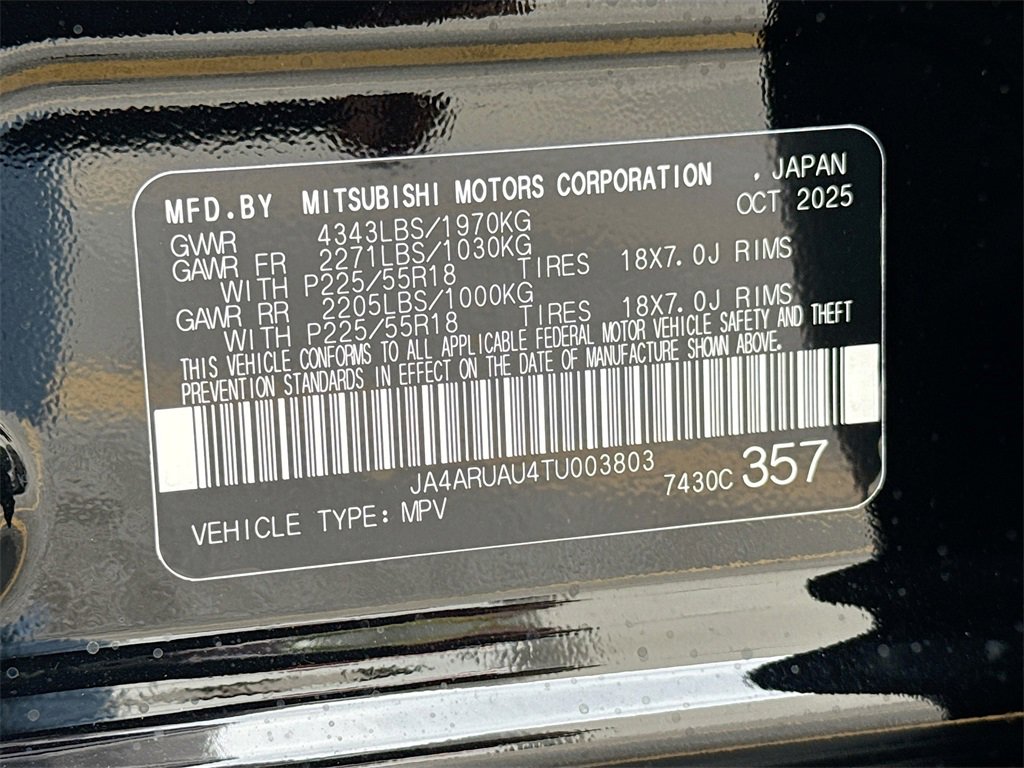 MFD.BY MITSUBISHI MOTORS CORPORATION . JAPAN
OCT 2025
GVWR 4343LBS/1970KG
GAWR FR 2271LBS/1030KG
WITH P225/55R18 TIRES 18X7.0J RIMS
GAWR RR 2205LBS/1000KG
WITH P225/55R18 TIRES 18X7.0J RIMS
THIS VEHICLE CONFORMS TO ALL APPLICABLE FEDERAL MOTOR VEHICLE SAFETY AND THEFT
PREVENTION STANDARDS IN EFFECT ON THE DATE OF MANUFACTURE SHOWN ABOVE.
JA4ARUAU4TU003803
7430C 357
VEHICLE TYPE: MPV